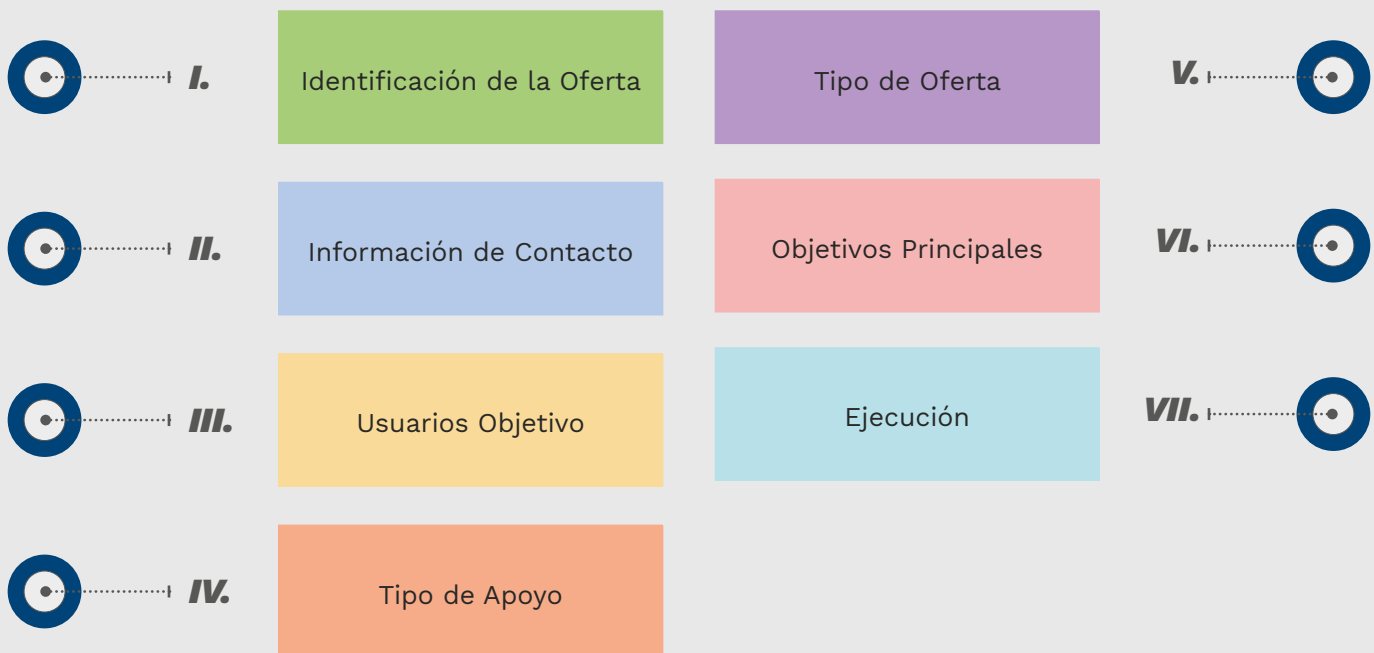 I.
Identificación de la Oferta
II.
Información de Contacto
III.
Usuarios Objetivo
IV.
Tipo de Apoyo
V.
Tipo de Oferta
VI.
Objetivos Principales
VII.
Ejecución